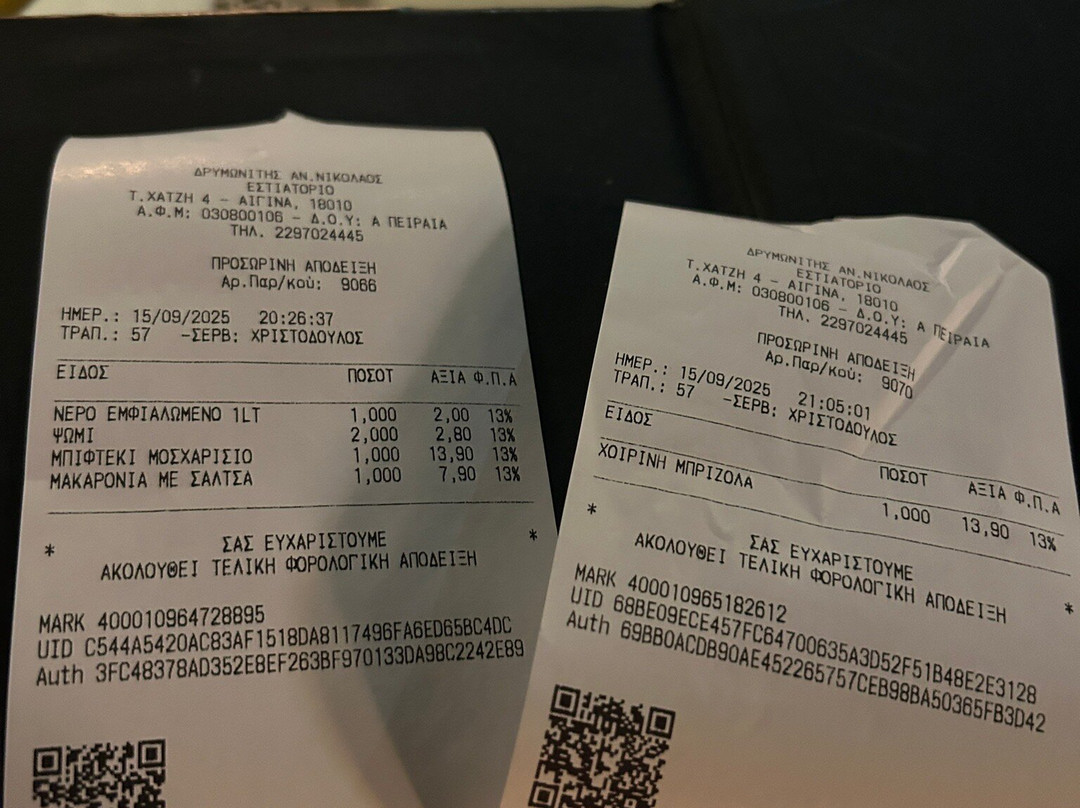 ΔΡΥΜΩΝΙΤΗΣ ΑΝ.ΝΙΚΟΛΑΟΣ
ΕΣΤΙΑΤΟΡΙΟ
Τ.ΧΑΤΖΗ 4 - ΑΙΓΙΝΑ, 18010
Α.Φ.Μ: 030800106 - Δ.Ο.Υ: Α ΠΕΙΡΑΙΑ
ΤΗΛ. 2297024445
ΠΡΟΣΩΡΙΝΗ ΑΠΟΔΕΙΞΗ
Αρ.Παρ/κού: 9066
ΗΜΕΡ.: 15/09/2025 20:26:37
ΤΡΑΠ.: 57 -ΣΕΡΒ: ΧΡΙΣΤΟΔΟΥΛΟΣ
ΕΙΔΟΣ ΠΟΣΟΤ ΑΞΙΑ Φ.Π.Α
ΝΕΡΟ ΕΜΦΙΑΛΩΜΕΝΟ 1LT 1,000 2,00 13%
ΨΩΜΙ 2,000 2,80 13%
ΜΠΙΦΤΕΚΙ ΜΟΣΧΑΡΙΣΙΟ 1,000 13,90 13%
ΜΑΚΑΡΟΝΙΑ ΜΕ ΣΑΛΤΣΑ 1,000 7,90 13%
* ΣΑΣ ΕΥΧΑΡΙΣΤΟΥΜΕ *
ΑΚΟΛΟΥΘΕΙ ΤΕΛΙΚΗ ΦΟΡΟΛΟΓΙΚΗ ΑΠΟΔΕΙΞΗ
MARK 400010964728895
UID C544A5420AC83AF1518DA8117496FA6ED65BC4DC
Auth 3FC48378AD352E8EF263BF970133DA98C2242E89
ΔΡΥΜΩΝΙΤΗΣ ΑΝ.ΝΙΚΟΛΑΟΣ
ΕΣΤΙΑΤΟΡΙΟ
Τ.ΧΑΤΖΗ 4 - ΑΙΓΙΝΑ, 18010
Α.Φ.Μ: 030800106 - Δ.Ο.Υ: Α ΠΕΙΡΑΙΑ
ΤΗΛ. 2297024445
ΠΡΟΣΩΡΙΝΗ ΑΠΟΔΕΙΞΗ
Αρ.Παρ/κού: 9070
ΗΜΕΡ.: 15/09/2025 21:05:01
ΤΡΑΠ.: 57 -ΣΕΡΒ: ΧΡΙΣΤΟΔΟΥΛΟΣ
ΕΙΔΟΣ ΠΟΣΟΤ ΑΞΙΑ Φ.Π.Α
ΧΟΙΡΙΝΗ ΜΠΡΙΖΟΛΑ 1,000 13,90 13%
* ΣΑΣ ΕΥΧΑΡΙΣΤΟΥΜΕ *
ΑΚΟΛΟΥΘΕΙ ΤΕΛΙΚΗ ΦΟΡΟΛΟΓΙΚΗ ΑΠΟΔΕΙΞΗ
MARK 400010965182612
UID 68BE09ECE457FC64700635A3D52F51B48E2E3128
Auth 69BB0ACDB90AE452265757CEB98BA50365FB3D42